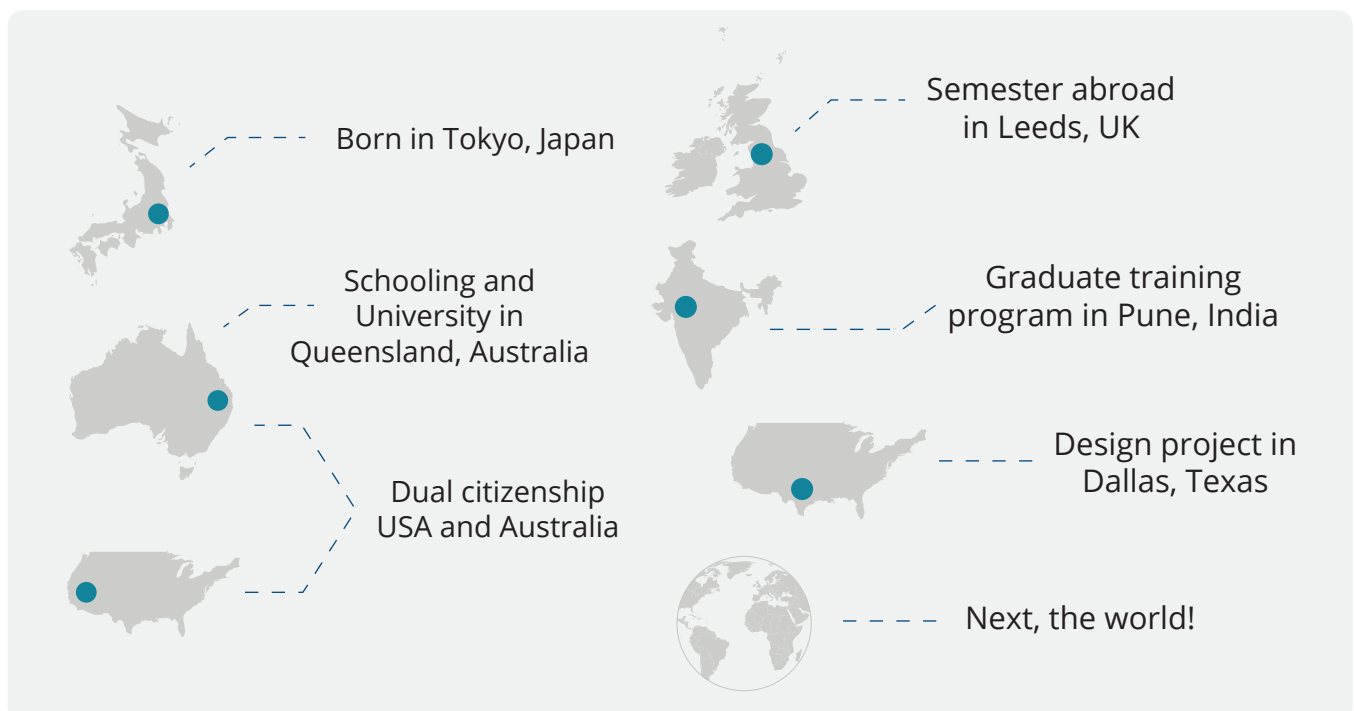 Born in Tokyo, Japan
Schooling and
University in
Queensland, Australia
Dual citizenship
USA and Australia
Semester abroad
in Leeds, UK
Graduate training
program in Pune, India
Design project in
Dallas, Texas
Next, the world!